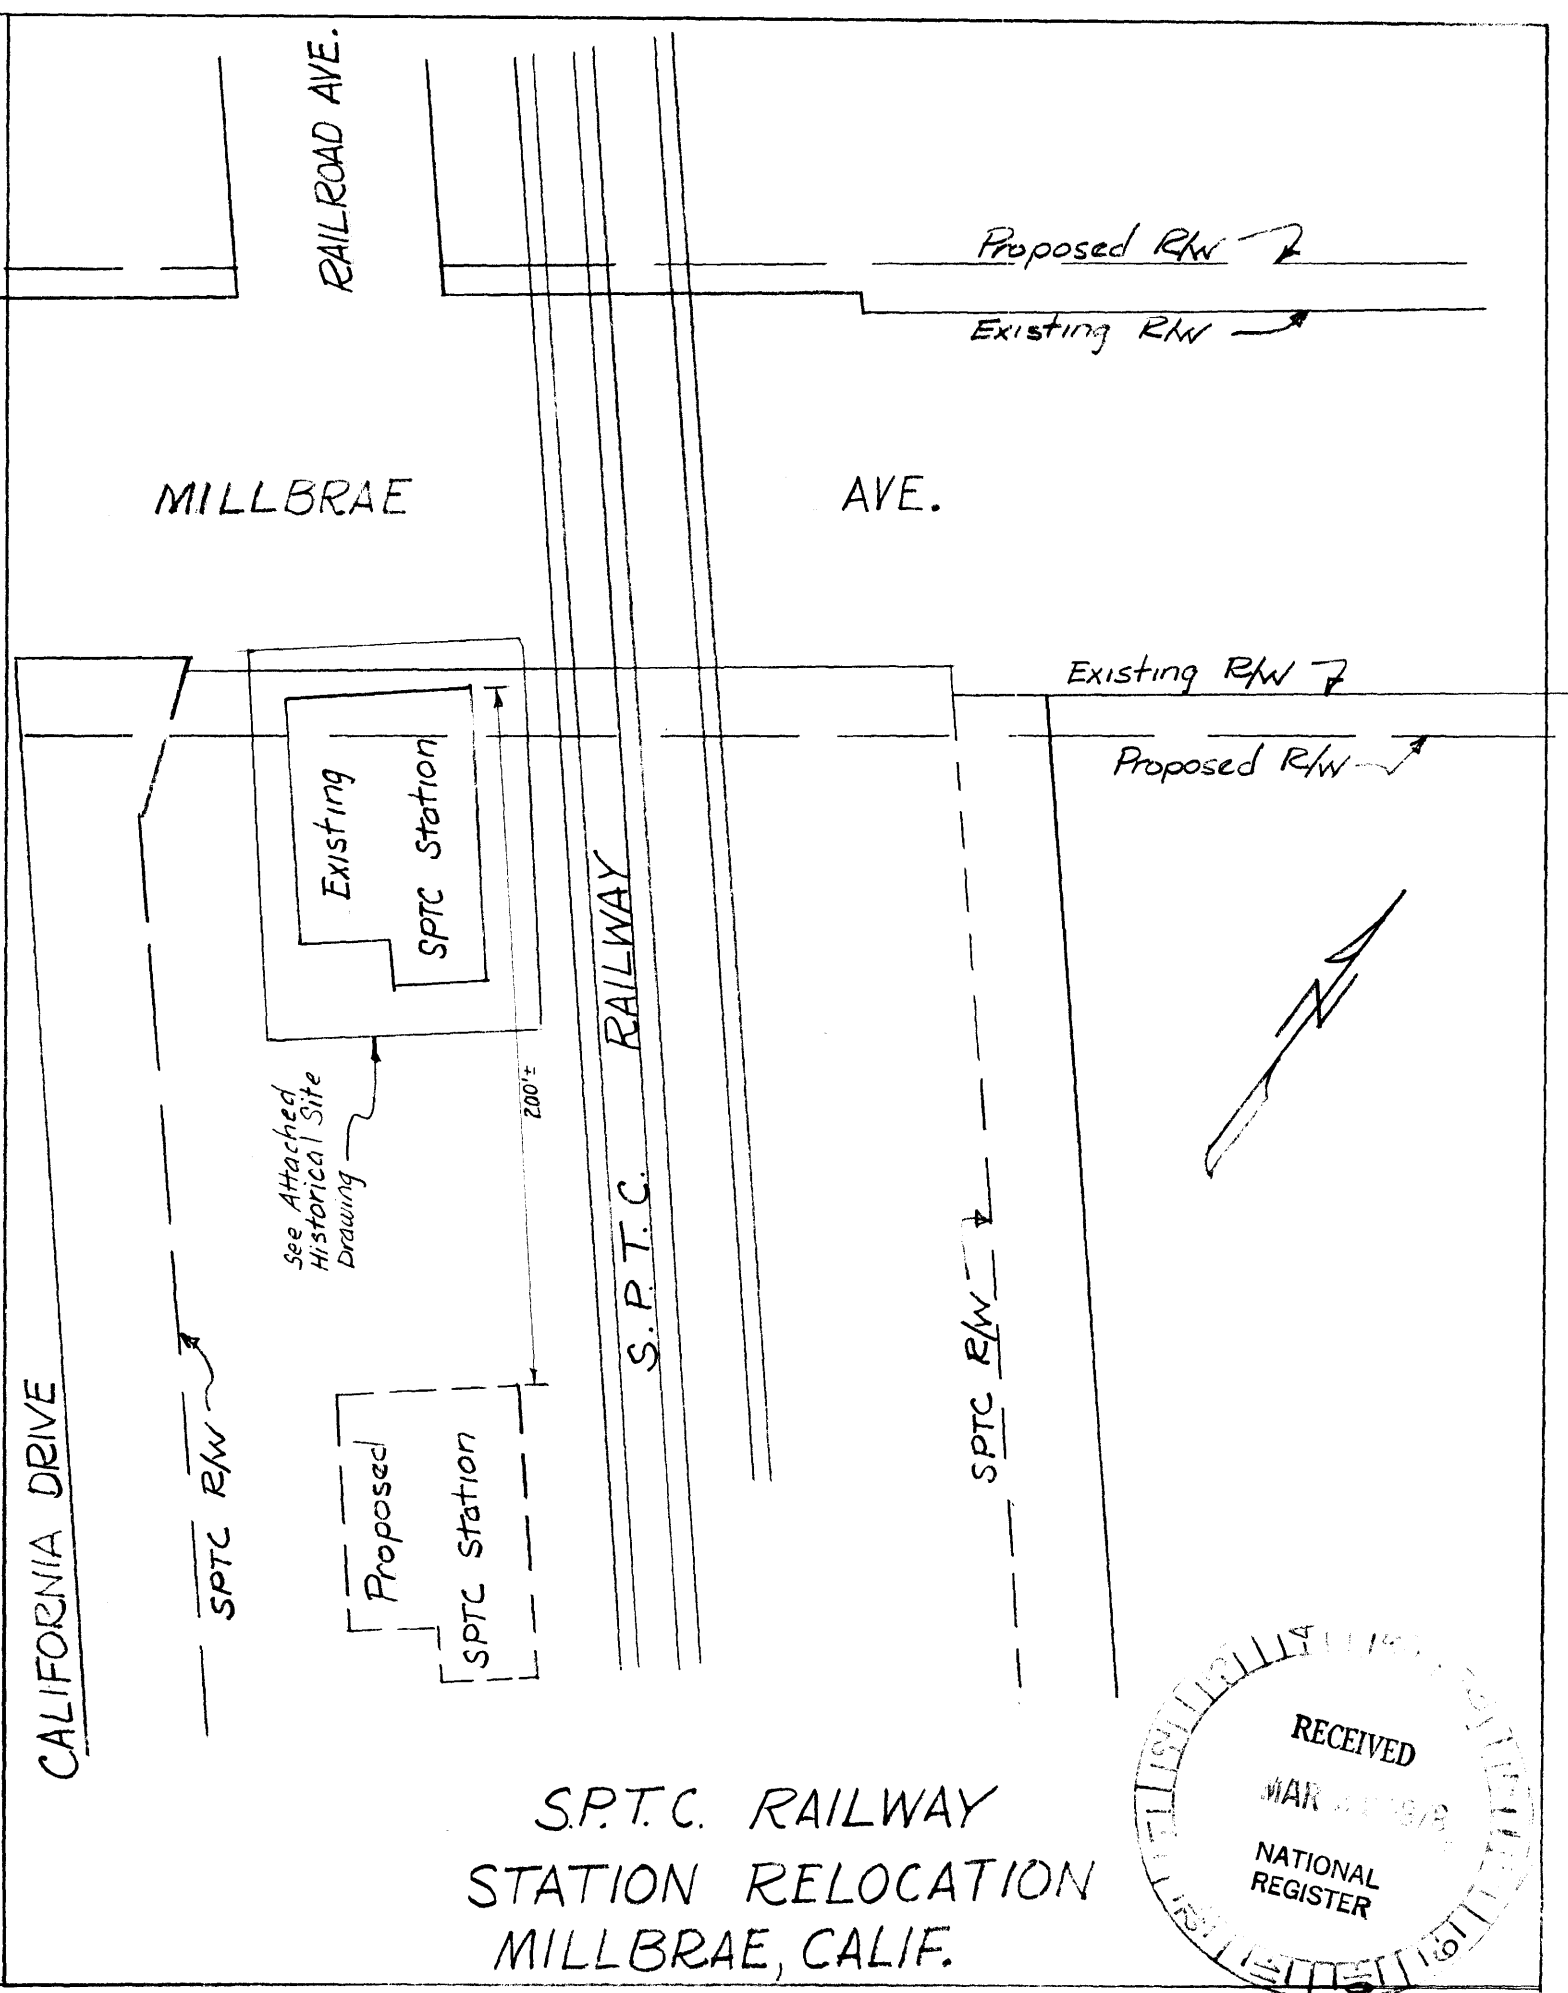 RAILROAD AVE.
Proposed R/W
Existing R/W
MILLBRAE AVE.
Existing R/W
Proposed R/W
Existing
SPTC Station
200'±
See Attached
Historical Site
Drawing
S.P.T.C. RAILWAY
N
CALIFORNIA DRIVE
SPTC R/W
SPTC R/W
Proposed
SPTC Station
S.P.T.C. RAILWAY
STATION RELOCATION
MILLBRAE, CALIF.
RECEIVED
MAR
NATIONAL
REGISTER